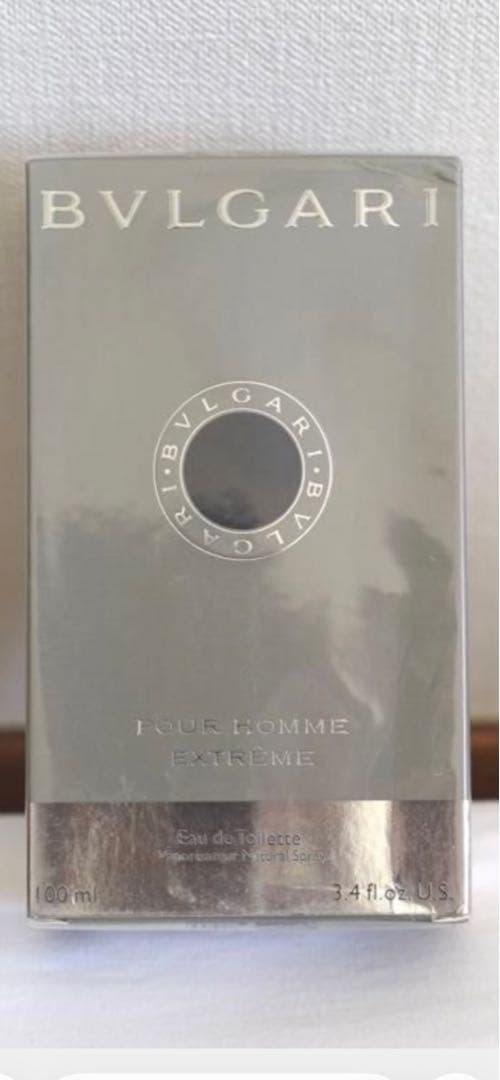 BVLGARI
BVLGARI · BVLGARI ·
POUR HOMME
EXTRÊME
Eau de Toilette
Vaporisateur Natural Spray
100 ml
3.4 fl.oz. U.S.